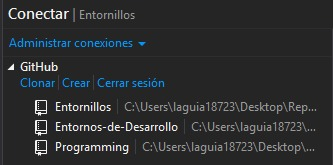 Conectar | Entornillos
Administrar conexiones
GitHub
Clonar | Crear | Cerrar sesión
Entornillos | C:\Users\laguia18723\Desktop\Rep...
Entornos-de-Desarrollo | C:\Users\laguia18723\Desktop\...
Programming | C:\Users\laguia18723\Desktop\...